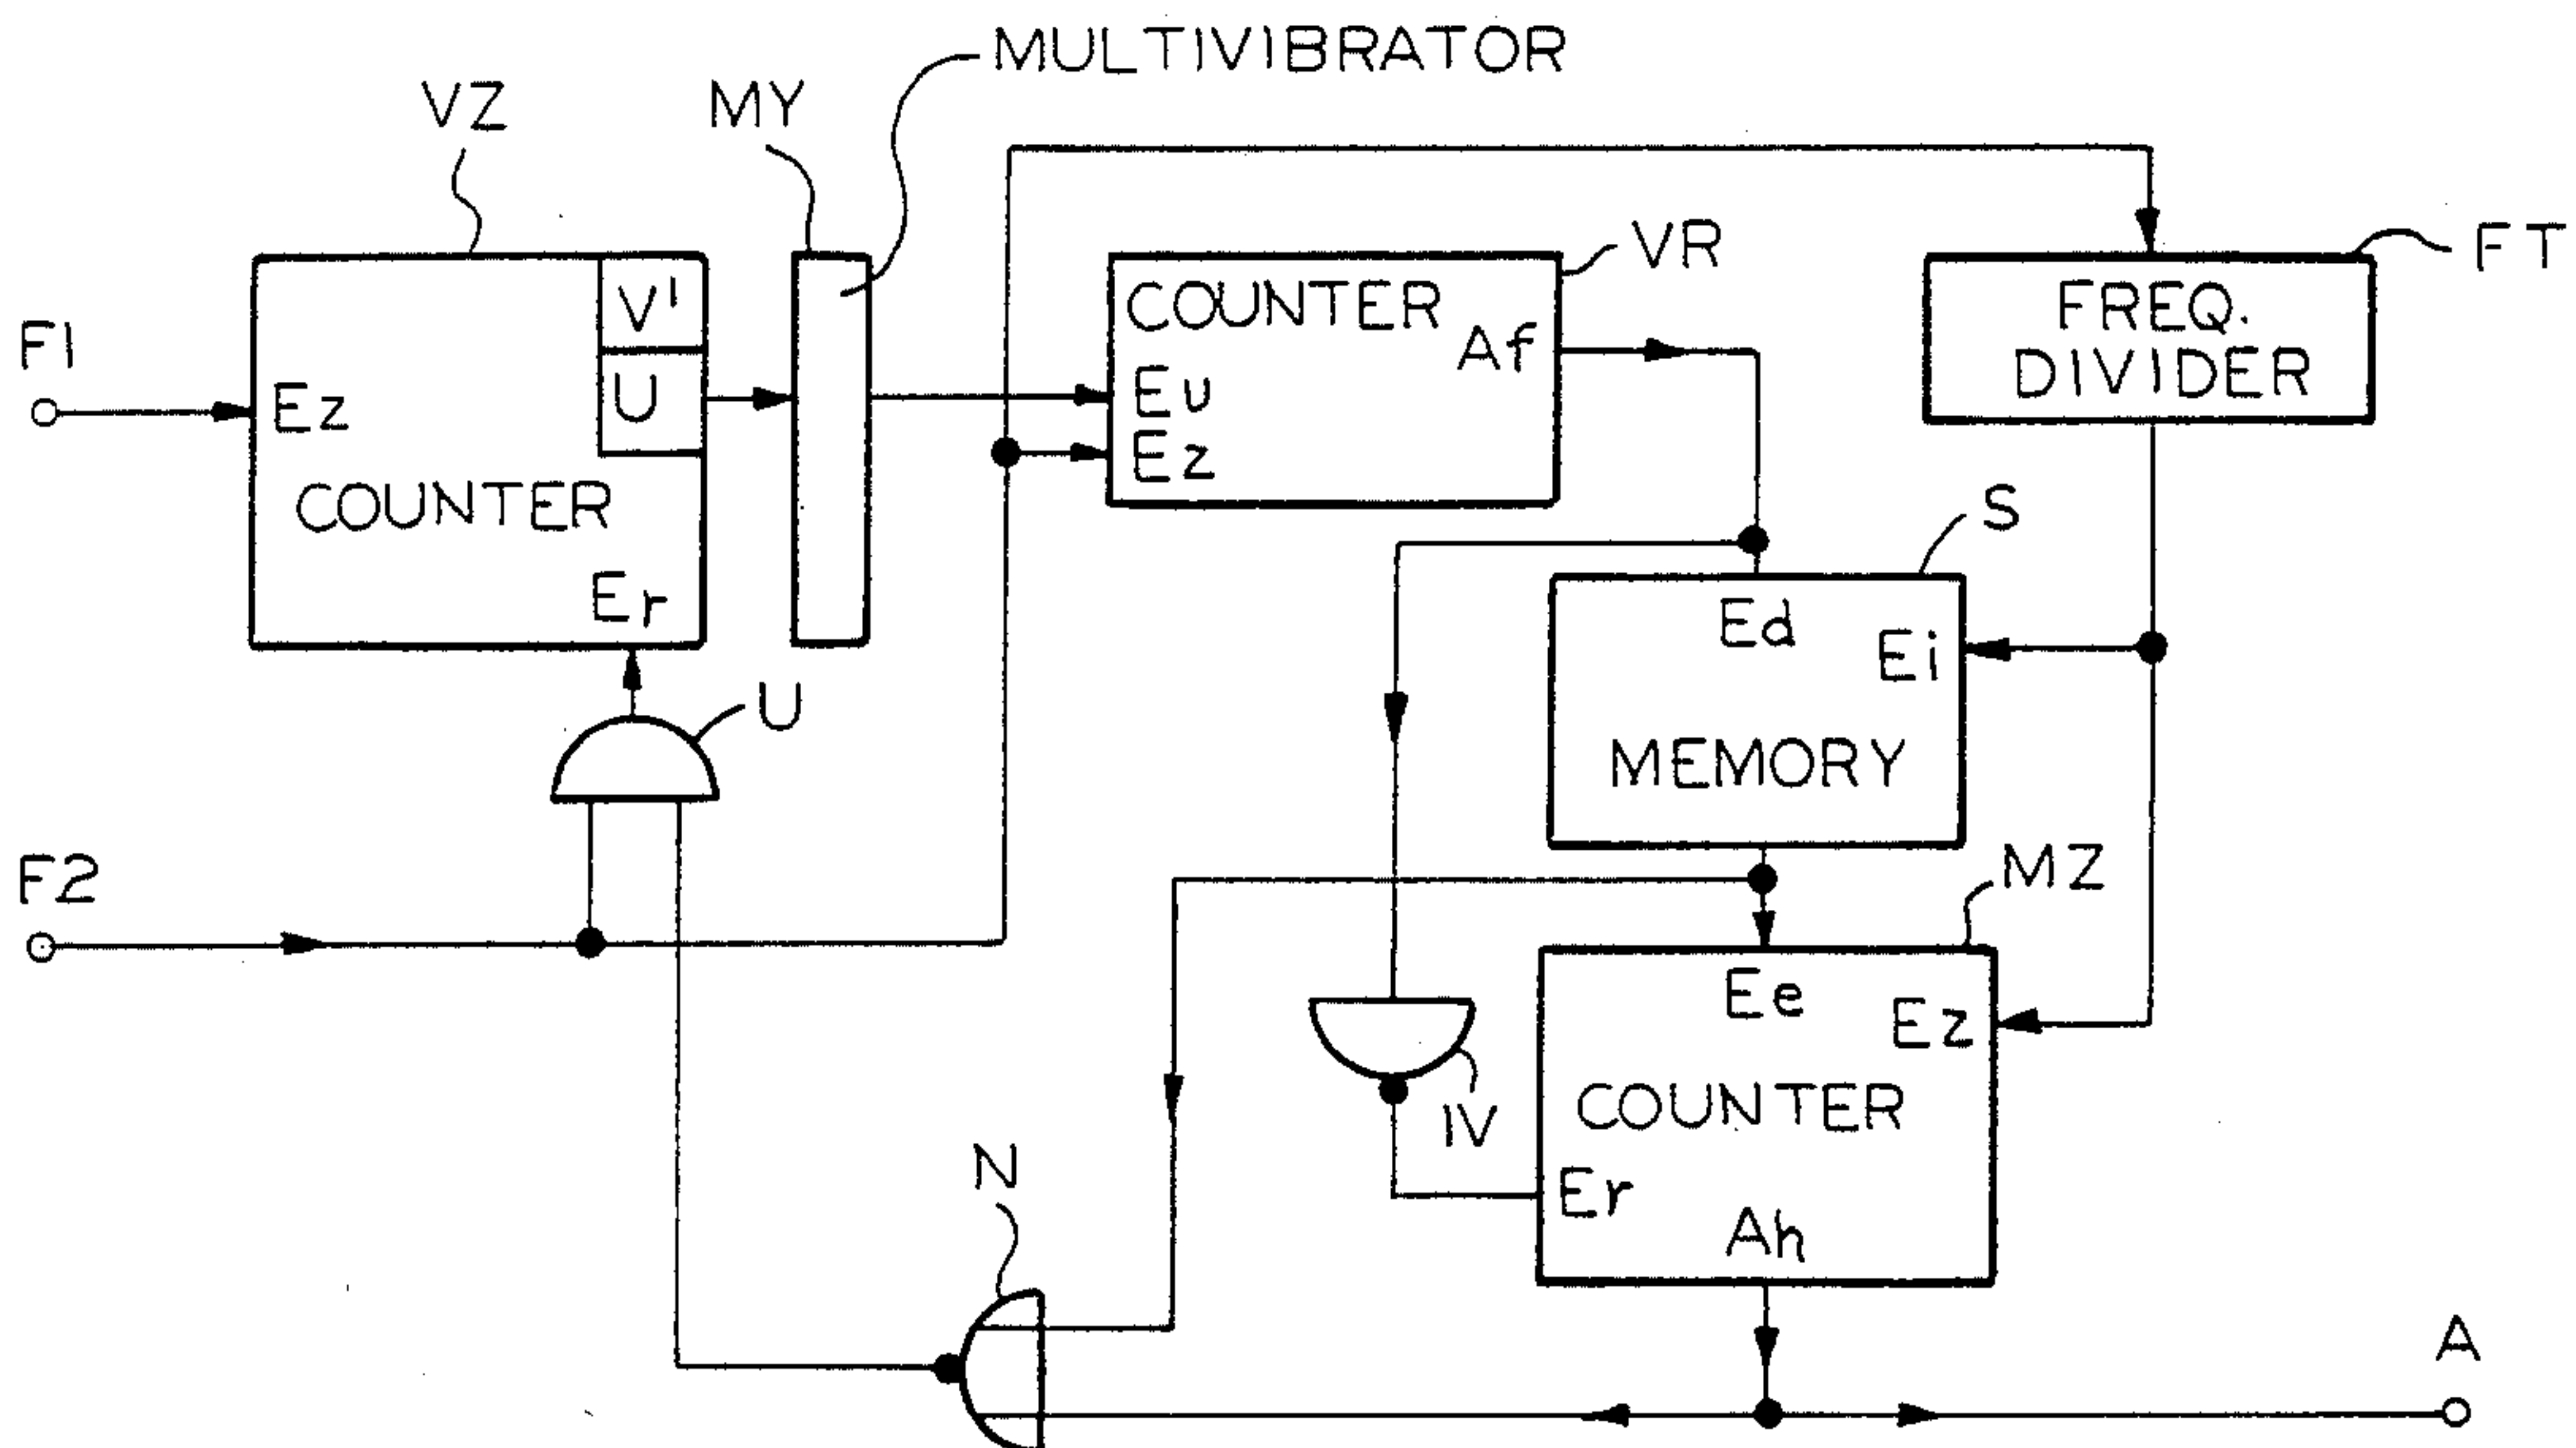 MULTIVIBRATOR
VZ
MY
VR
FT
F1
Ez
V'
U
COUNTER
Er
COUNTER
Af
Eu
Ez
FREQ.
DIVIDER
S
Ed
Ei
MEMORY
U
F2
MZ
Ee
Ez
COUNTER
Er
Ah
IV
N
A